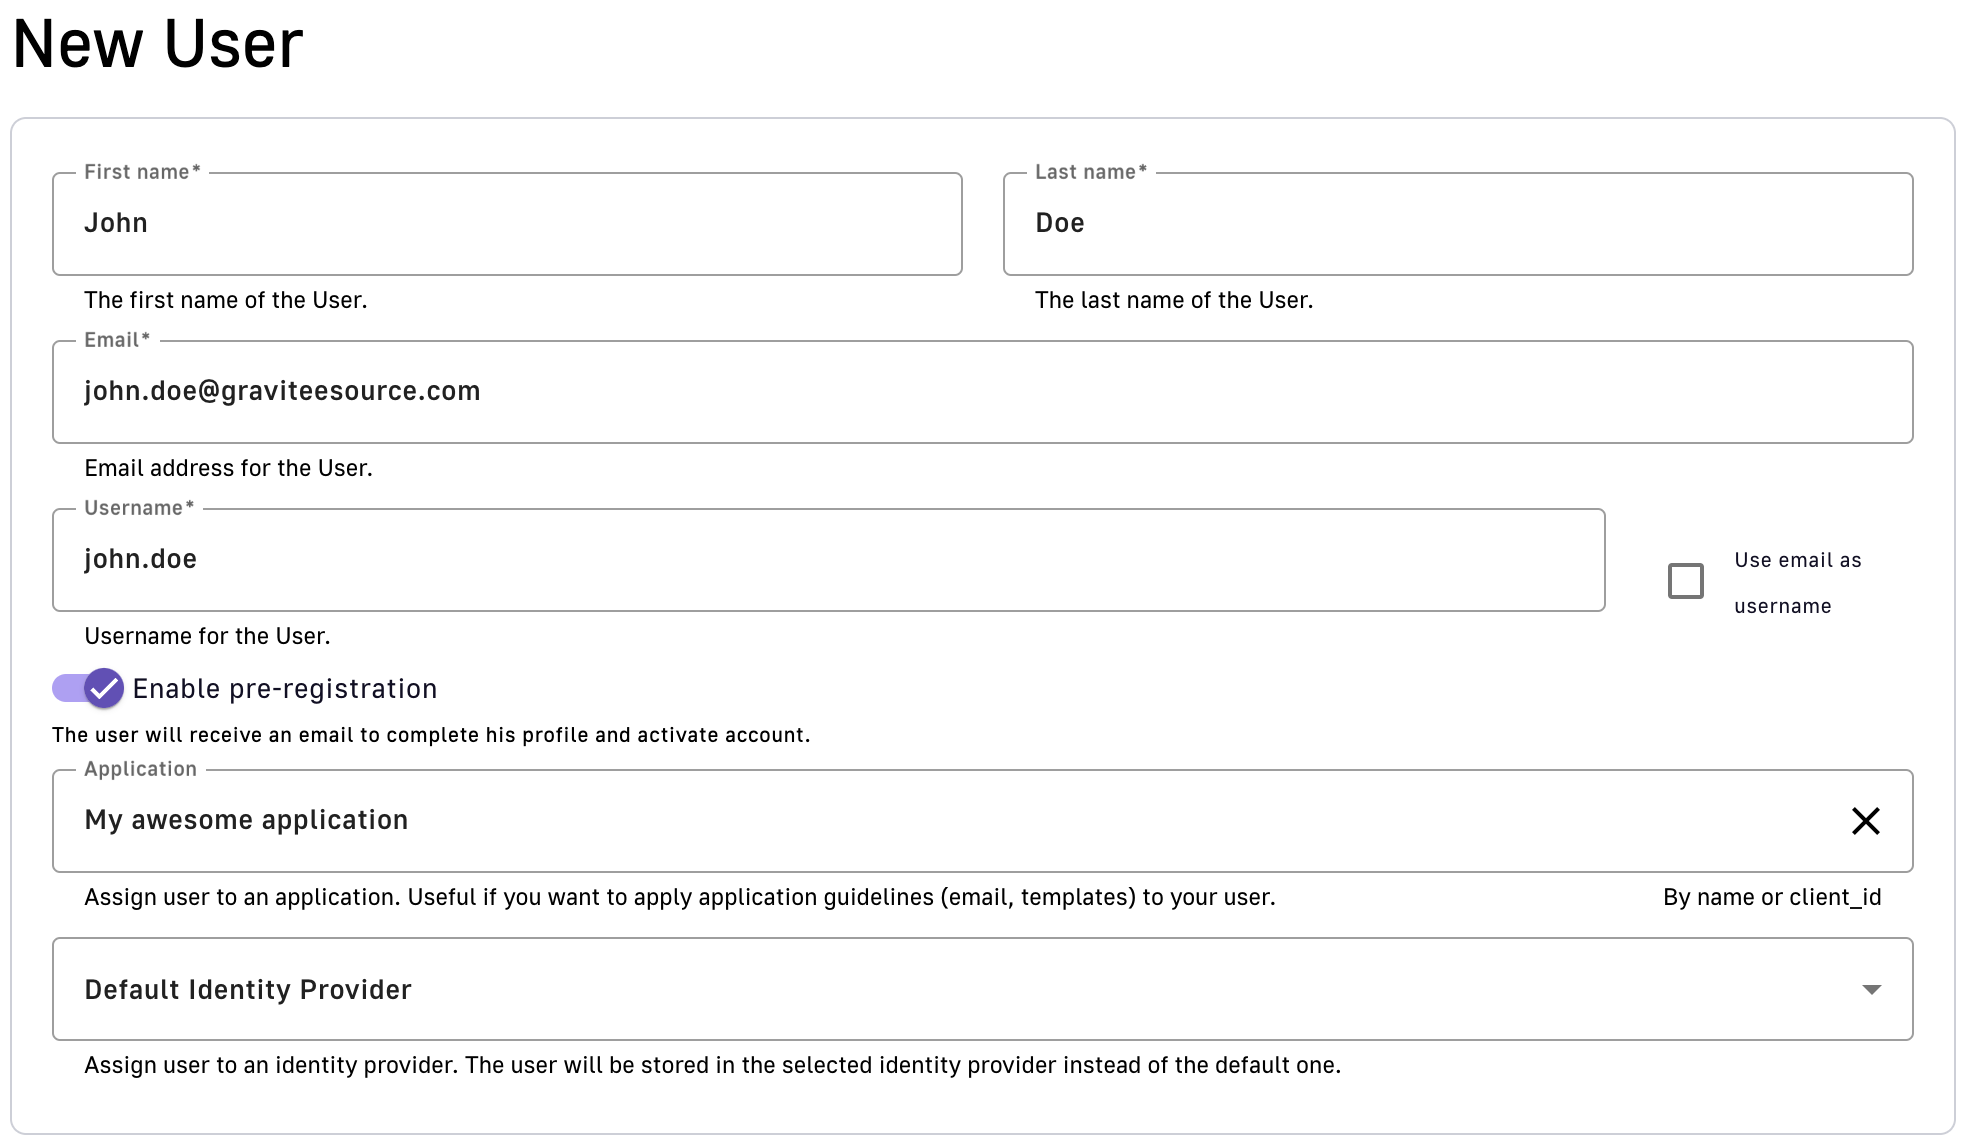 New User
First name*
Last name*
John
Doe
The first name of the User.
The last name of the User.
Email*
john.doe@graviteesource.com
Email address for the User.
Username*
john.doe
Use email as
username
Username for the User.
Enable pre-registration
The user will receive an email to complete his profile and activate account.
Application
My awesome application
Assign user to an application. Useful if you want to apply application guidelines (email, templates) to your user.
By name or client_id
Default Identity Provider
Assign user to an identity provider. The user will be stored in the selected identity provider instead of the default one.